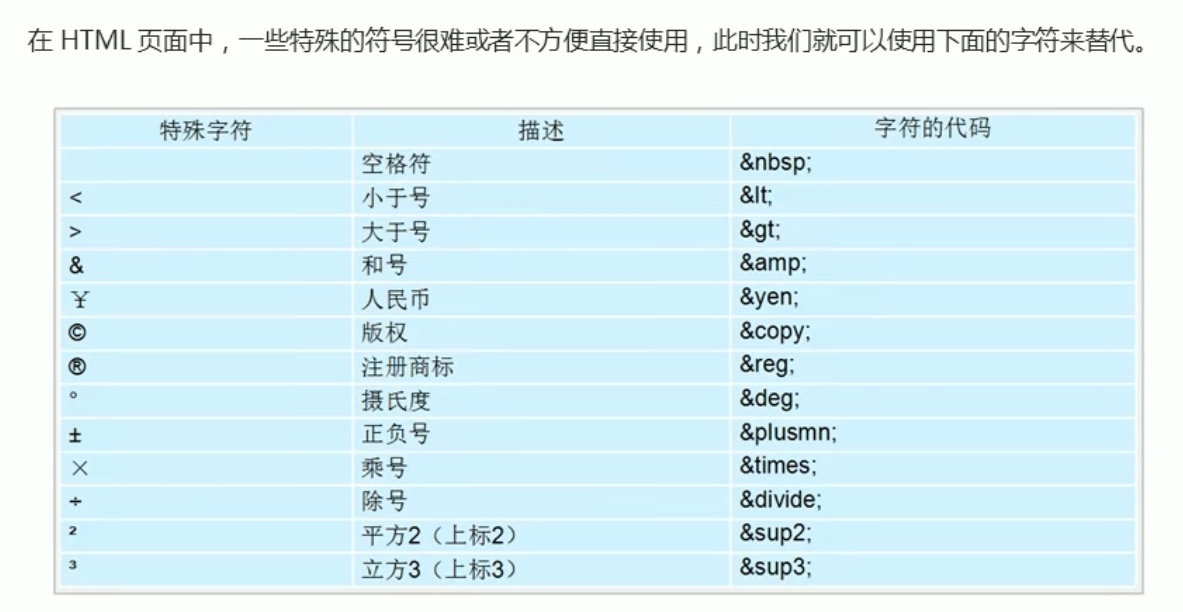 在 HTML 页面中，一些特殊的符号很难或者不方便直接使用，此时我们就可以使用下面的字符来替代。
特殊字符 描述 字符的代码
空格符 &nbsp;
< 小于号 &lt;
> 大于号 &gt;
& 和号 &amp;
￥ 人民币 &yen;
© 版权 &copy;
® 注册商标 &reg;
° 摄氏度 &deg;
± 正负号 &plusmn;
× 乘号 &times;
÷ 除号 &divide;
² 平方2（上标2） &sup2;
³ 立方3（上标3） &sup3;